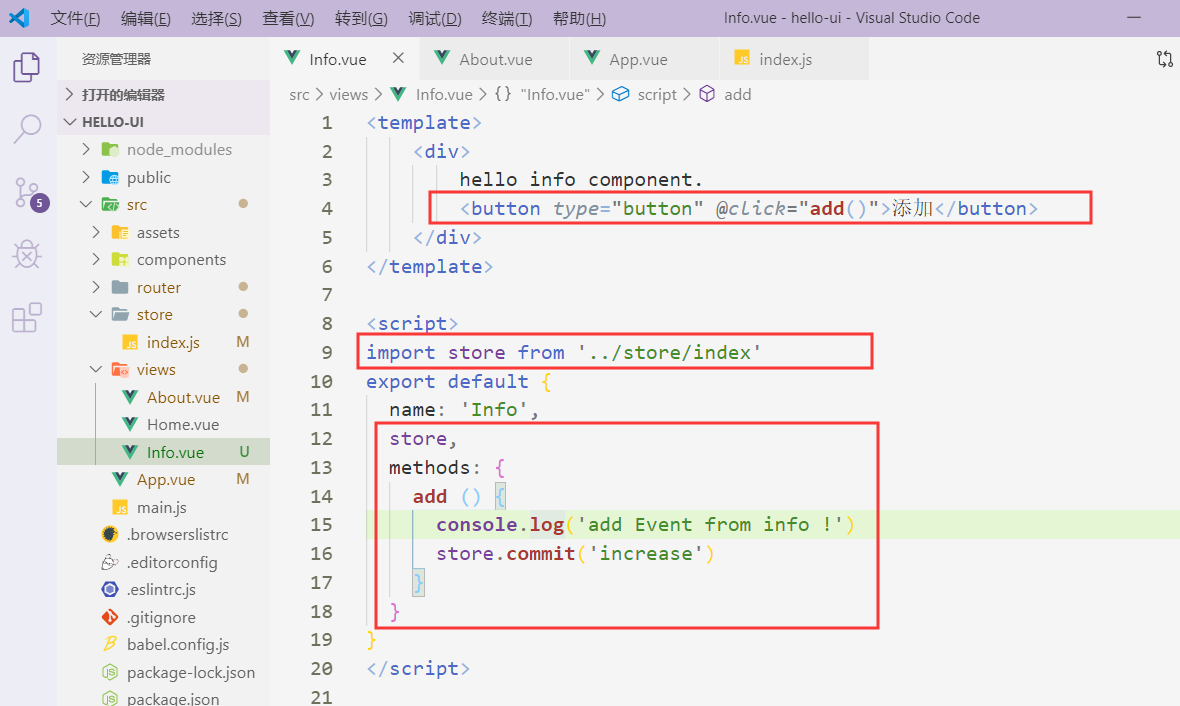 文件(F) 编辑(E) 选择(S) 查看(V) 转到(G) 调试(D) 终端(T) 帮助(H) Info.vue - hello-ui - Visual Studio Code
资源管理器
打开的编辑器
HELLO-UI
node_modules
public
src
assets
components
router
store
index.js M
views
About.vue M
Home.vue
Info.vue U
App.vue M
main.js
.browserslistrc
.editorconfig
.eslintrc.js
.gitignore
babel.config.js
package-lock.json
package.json
5
Info.vue About.vue App.vue JS index.js
src > views > Info.vue > {} "Info.vue" > script > add
1 <template>
2 <div>
3 hello info component.
4 <button type="button" @click="add()">添加</button>
5 </div>
6 </template>
7
8 <script>
9 import store from '../store/index'
10 export default {
11 name: 'Info',
12 store,
13 methods: {
14 add () {
15 console.log('add Event from info !')
16 store.commit('increase')
17 }
18 }
19 }
20 </script>
21